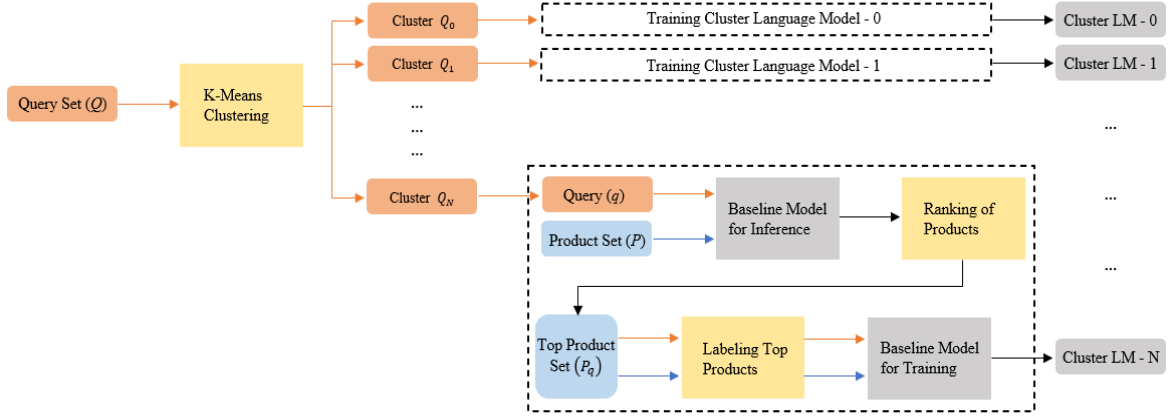 Cluster Q₀
Training Cluster Language Model - 0
Cluster LM - 0
Cluster Q₁
Training Cluster Language Model - 1
Cluster LM - 1
Query Set (Q)
K-Means
Clustering
...
...
...
...
...
...
Cluster Q_N
Query (q)
Product Set (P)
Baseline Model
for Inference
Ranking of
Products
Top Product
Set (P_q)
Labeling Top
Products
Baseline Model
for Training
Cluster LM - N